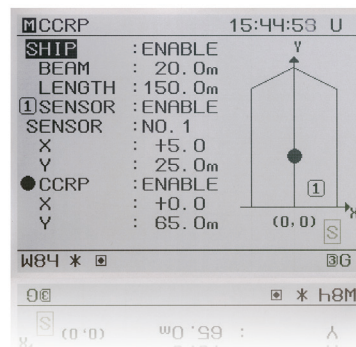 M CCRP 15:44:53 U
SHIP :ENABLE
BEAM : 20.0m
LENGTH :150.0m
1 SENSOR :ENABLE
SENSOR :NO.1
X : +5.0
Y : 25.0m
CCRP :ENABLE
X : +0.0
Y : 65.0m
Y
1
X
(0,0)
S
W84 * 3G